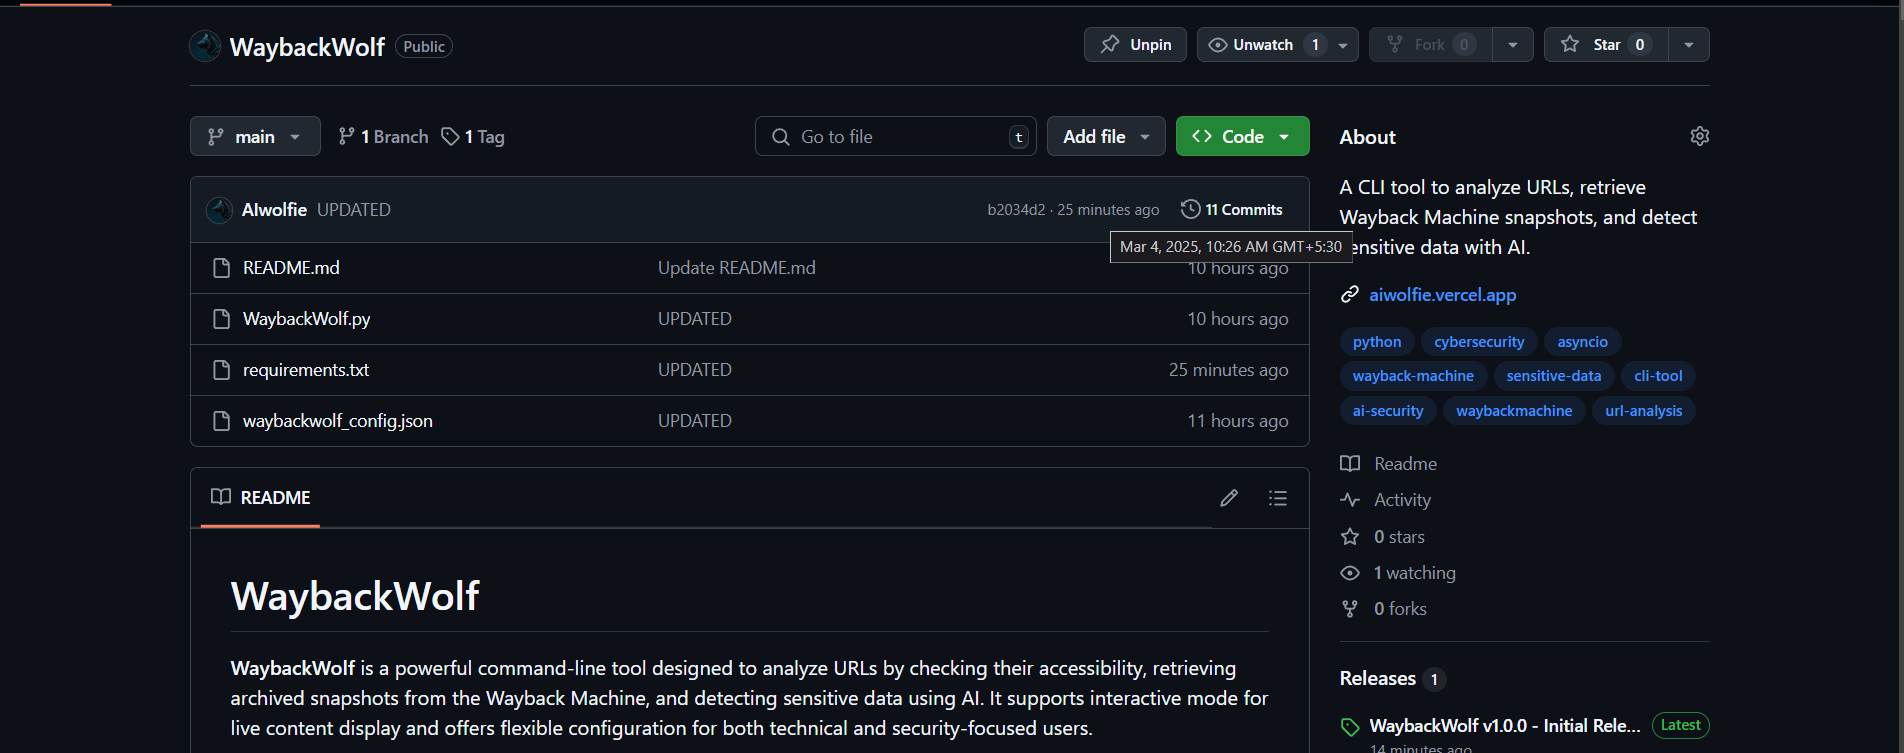 WaybackWolf Public
Unpin
Unwatch 1
Fork 0
Star 0
main
1 Branch
1 Tag
Go to file t
Add file
Code
AIwolfie UPDATED
b2034d2 · 25 minutes ago
11 Commits
Mar 4, 2025, 10:26 AM GMT+5:30
README.md Update README.md 10 hours ago
WaybackWolf.py UPDATED 10 hours ago
requirements.txt UPDATED 25 minutes ago
waybackwolf_config.json UPDATED 11 hours ago
README
WaybackWolf
WaybackWolf is a powerful command-line tool designed to analyze URLs by checking their accessibility, retrieving
archived snapshots from the Wayback Machine, and detecting sensitive data using AI. It supports interactive mode for
live content display and offers flexible configuration for both technical and security-focused users.
About
A CLI tool to analyze URLs, retrieve
Wayback Machine snapshots, and detect
ensitive data with AI.
aiwolfie.vercel.app
python cybersecurity asyncio
wayback-machine sensitive-data cli-tool
ai-security waybackmachine url-analysis
Readme
Activity
0 stars
1 watching
0 forks
Releases 1
WaybackWolf v1.0.0 - Initial Rele... Latest
14 minutes ago